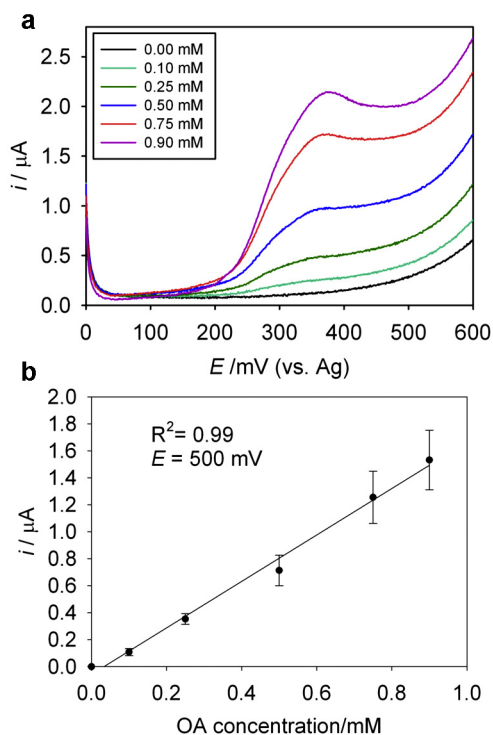 a
0.00 mM
0.10 mM
0.25 mM
0.50 mM
0.75 mM
0.90 mM
2.5
2.0
1.5
1.0
0.5
0.0
i / µA
0 100 200 300 400 500 600
E /mV (vs. Ag)
b
R²= 0.99
E = 500 mV
2.0
1.8
1.6
1.4
1.2
1.0
0.8
0.6
0.4
0.2
0.0
i / µA
0.0 0.2 0.4 0.6 0.8 1.0
OA concentration/mM